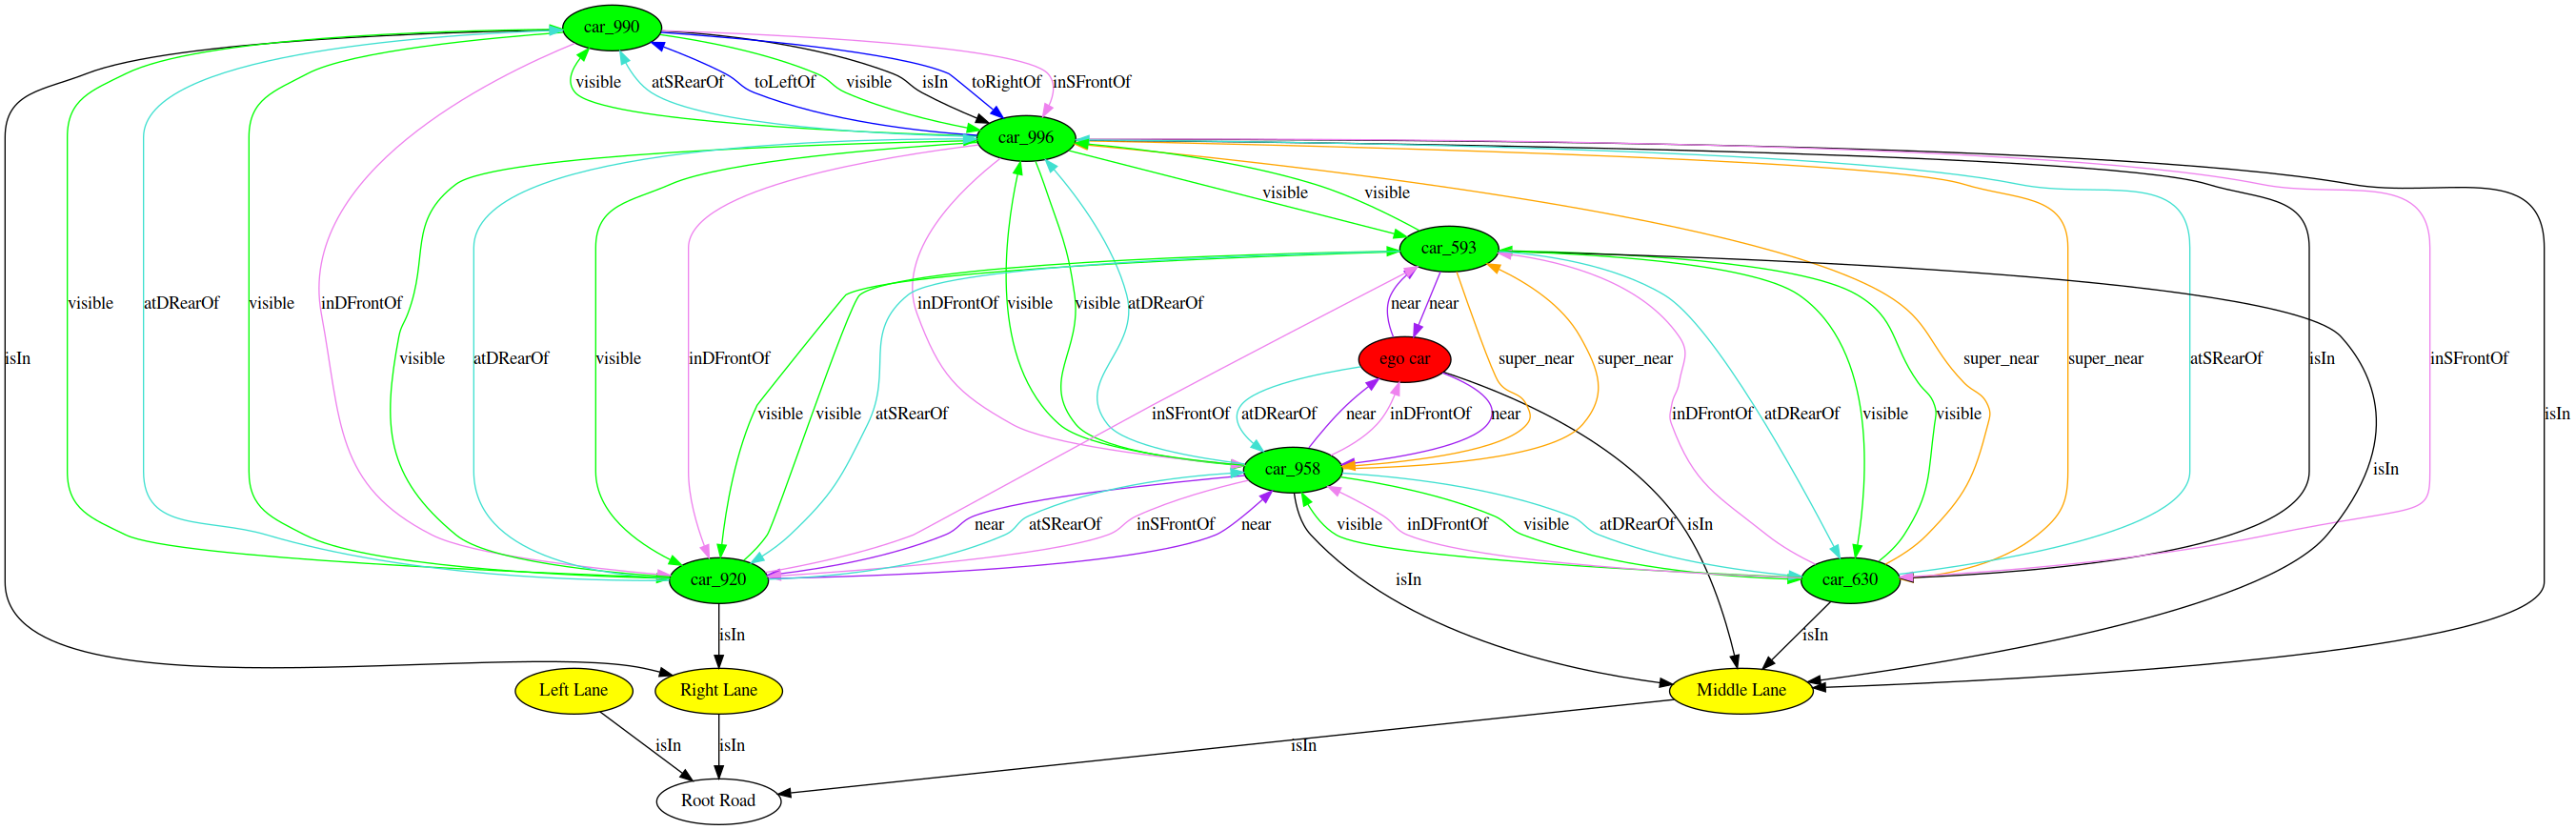 car_990
visible
atSRearOf
toLeftOf
visible
isIn
toRightOf
inSFrontOf
car_996
visible
visible
car_593
visible
atDRearOf
visible
inDFrontOf
inDFrontOf
visible
visible
atDRearOf
near
near
isIn
visible
atDRearOf
visible
inDFrontOf
ego car
super_near
super_near
super_near
super_near
atSRearOf
isIn
inSFrontOf
visible
visible
atSRearOf
inSFrontOf
atDRearOf
near
inDFrontOf
near
inDFrontOf
atDRearOf
visible
visible
isIn
car_958
isIn
near
atSRearOf
inSFrontOf
near
visible
inDFrontOf
visible
atDRearOf
isIn
car_920
isIn
car_630
isIn
isIn
Left Lane
Right Lane
Middle Lane
isIn
isIn
isIn
Root Road